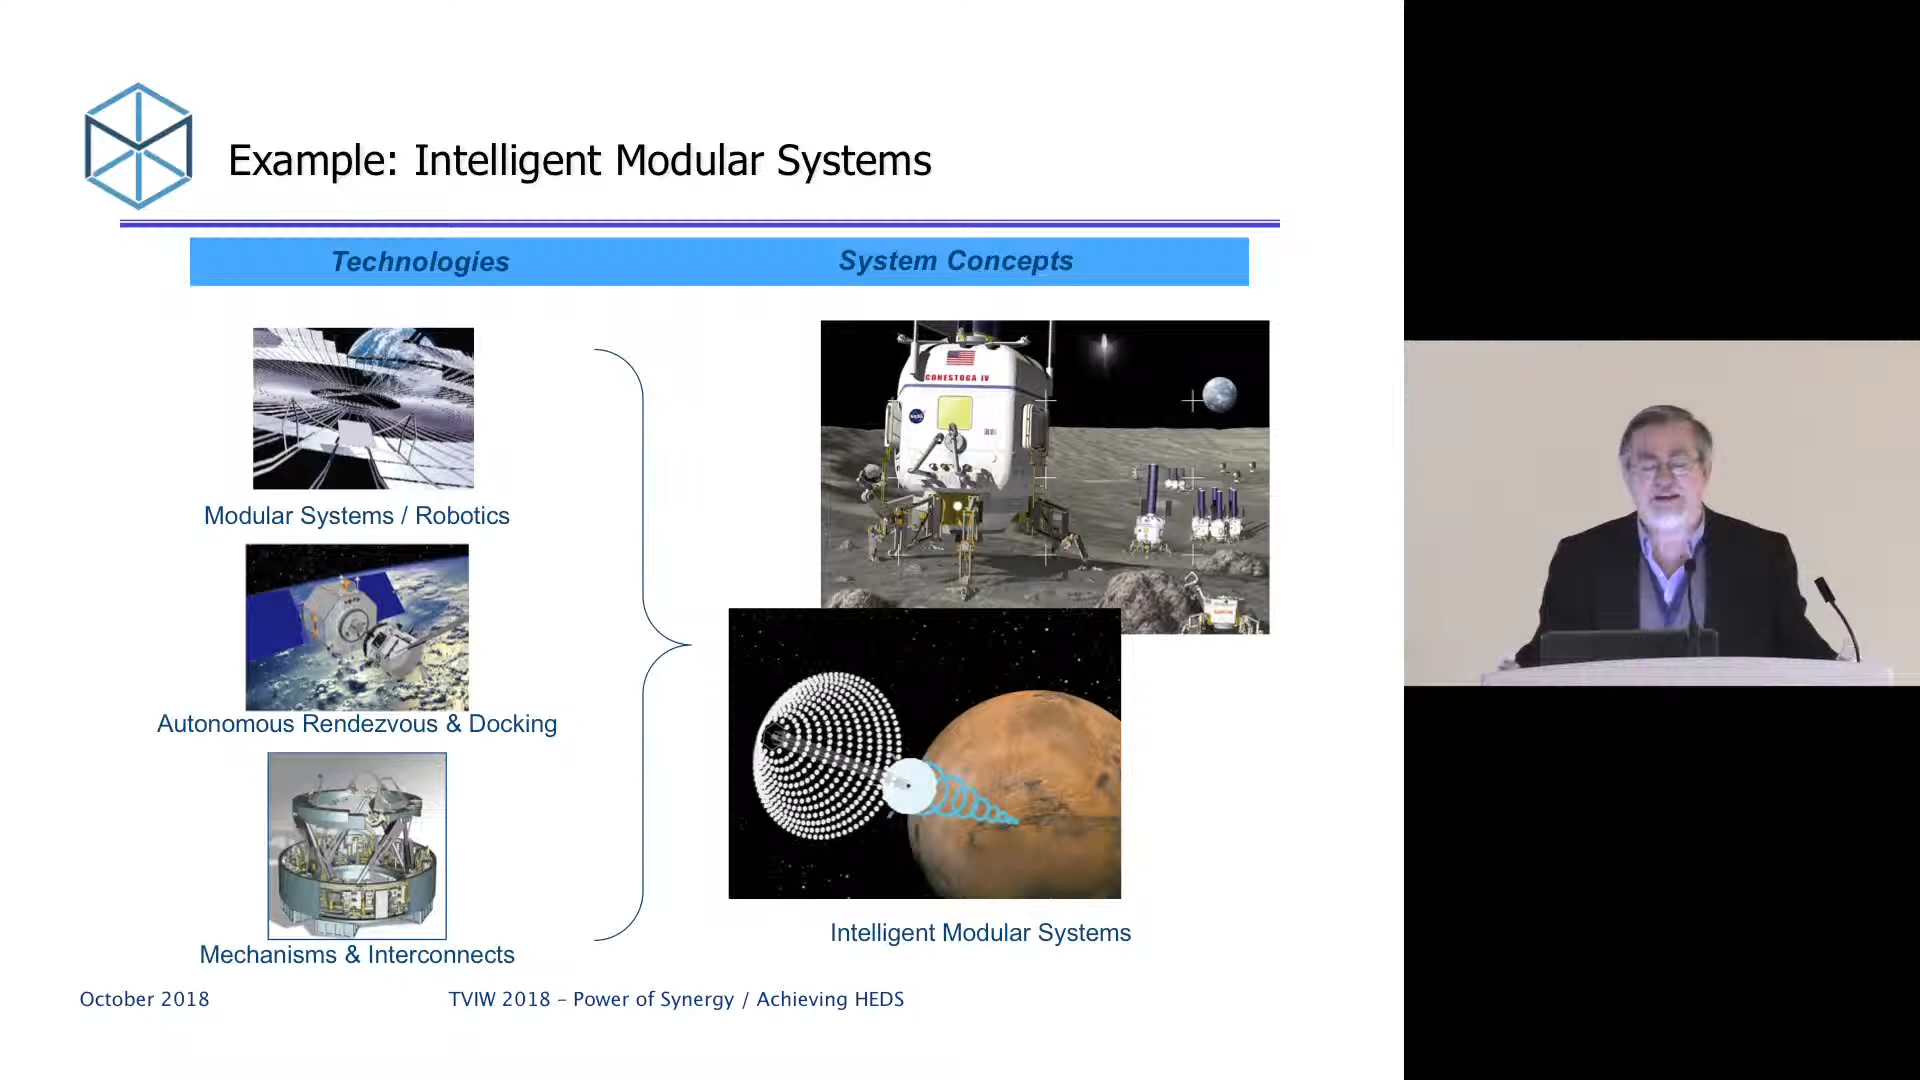 Example: Intelligent Modular Systems
Technologies
System Concepts
CONESTOGA IV
NASA
Modular Systems / Robotics
Autonomous Rendezvous & Docking
Mechanisms & Interconnects
Intelligent Modular Systems
October 2018
TVIW 2018 – Power of Synergy / Achieving HEDS